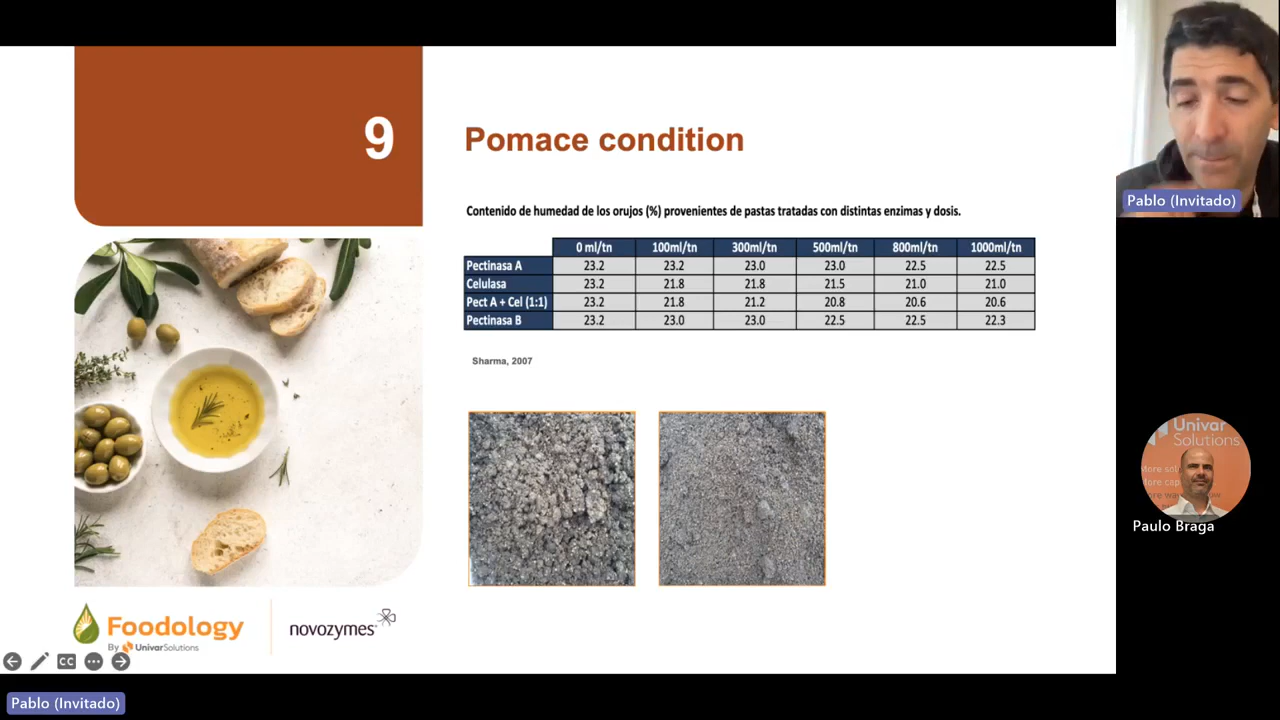 9
Pomace condition
Contenido de humedad de los orujos (%) provenientes de pastas tratadas con distintas enzimas y dosis.
0 ml/tn 100ml/tn 300ml/tn 500ml/tn 800ml/tn 1000ml/tn
Pectinasa A 23.2 23.2 23.0 23.0 22.5 22.5
Celulasa 23.2 21.8 21.8 21.5 21.0 21.0
Pect A + Cel (1:1) 23.2 21.8 21.2 20.8 20.6 20.6
Pectinasa B 23.2 23.0 23.0 22.5 22.5 22.3
Sharma, 2007
Foodology
By Univar Solutions
novozymes
CC
Pablo (Invitado)
Pablo (Invitado)
Univar
Solutions
Paulo Braga